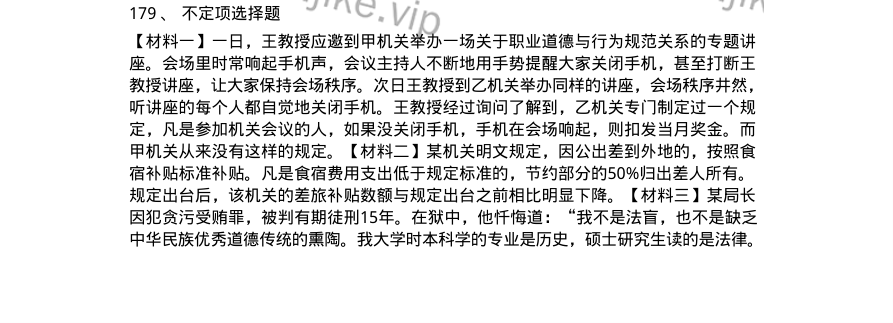 jike.vip
179 、 不定项选择题
【材料一】一日，王教授应邀到甲机关举办一场关于职业道德与行为规范关系的专题讲
座。会场里时常响起手机声，会议主持人不断地用手势提醒大家关闭手机，甚至打断王
教授讲座，让大家保持会场秩序。次日王教授到乙机关举办同样的讲座，会场秩序井然，
听讲座的每个人都自觉地关闭手机。王教授经过询问了解到，乙机关专门制定过一个规
定，凡是参加机关会议的人，如果没关闭手机，手机在会场响起，则扣发当月奖金。而
甲机关从来没有这样的规定。【材料二】某机关明文规定，因公出差到外地的，按照食
宿补贴标准补贴。凡是食宿费用支出低于规定标准的，节约部分的50%归出差人所有。
规定出台后，该机关的差旅补贴数额与规定出台之前相比明显下降。【材料三】某局长
因犯贪污受贿罪，被判有期徒刑15年。在狱中，他忏悔道：“我不是法盲，也不是缺乏
中华民族优秀道德传统的熏陶。我大学时本科学的专业是历史，硕士研究生读的是法律。